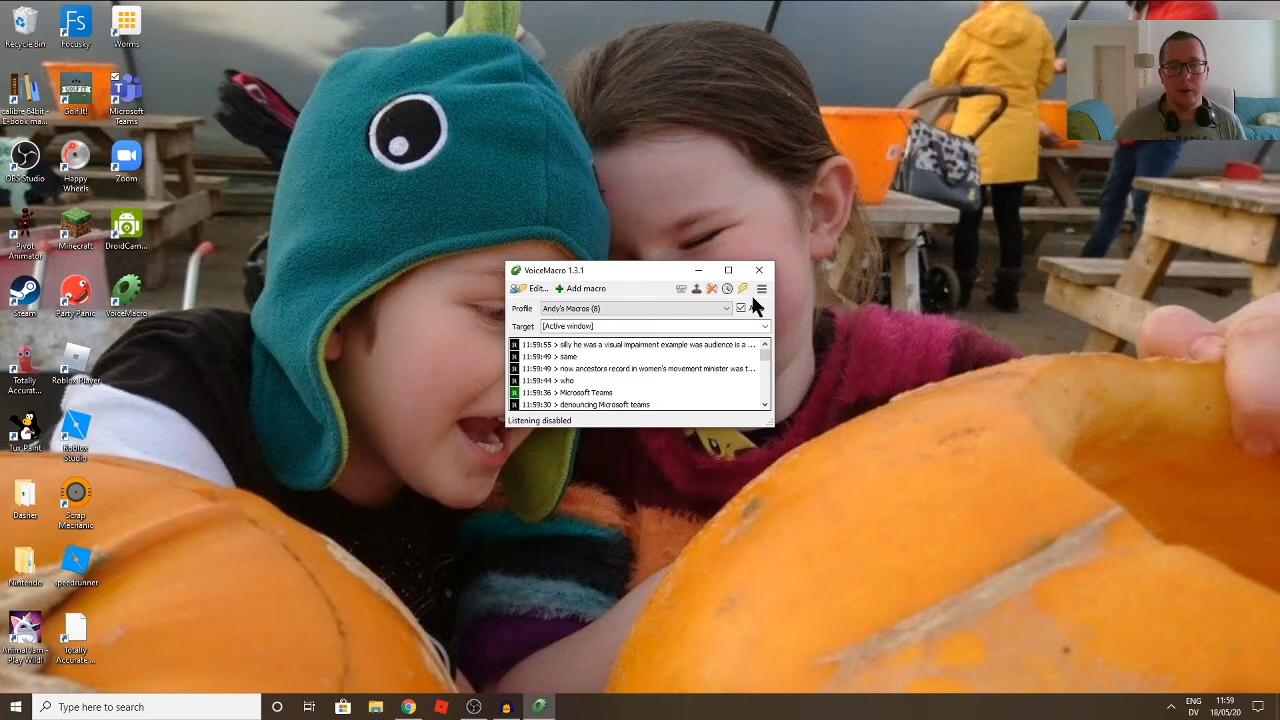 Recycle Bin
Fs
Focusky
Worms
calibre 64bit -
E-book ma...
GOLF IT!
Golf It!
Microsoft
Teams
OBS Studio
Happy
Wheels
Zoom
Pivot
Animator
Minecraft
DroidCam...
Steam
Party Panic
VoiceMacro
Totally
Accurat...
Roblox Player
Tux Paint
Roblox
Studio
Dasher
Scrap
Mechanic
Nintendo
speedrunner
Animal Jam -
Play Wild!
Totally
Accurate ...
VoiceMacro 1.3.1
Edit...
Add macro
Profile
Andy's Macros (8)
Target
[Active window]
R 11:59:55 > silly he was a visual impairment example was audience is a ...
R 11:59:49 > same
R 11:59:49 > now ancestors record in women's movement minister was t...
R 11:59:44 > who
R 11:59:36 > Microsoft Teams
R 11:59:30 > denouncing Microsoft teams
Listening disabled
Type here to search
ENG
DV
11:59
18/05/20